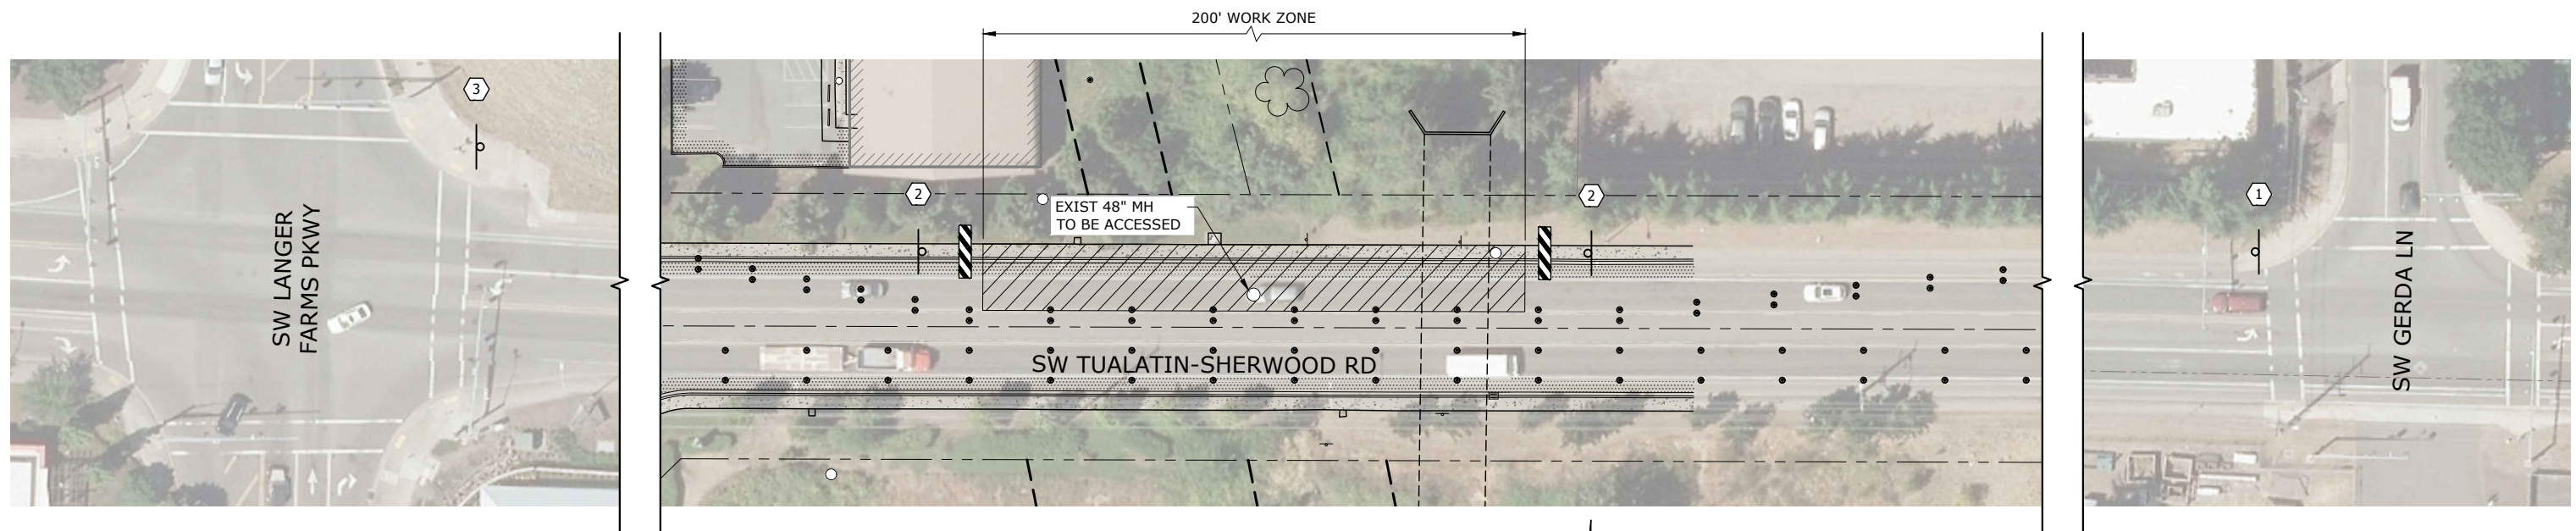 200' WORK ZONE
3
2
2
1
EXIST 48" MH
TO BE ACCESSED
SW LANGER
FARMS PKWY
SW TUALATIN-SHERWOOD RD
SW GERDA LN